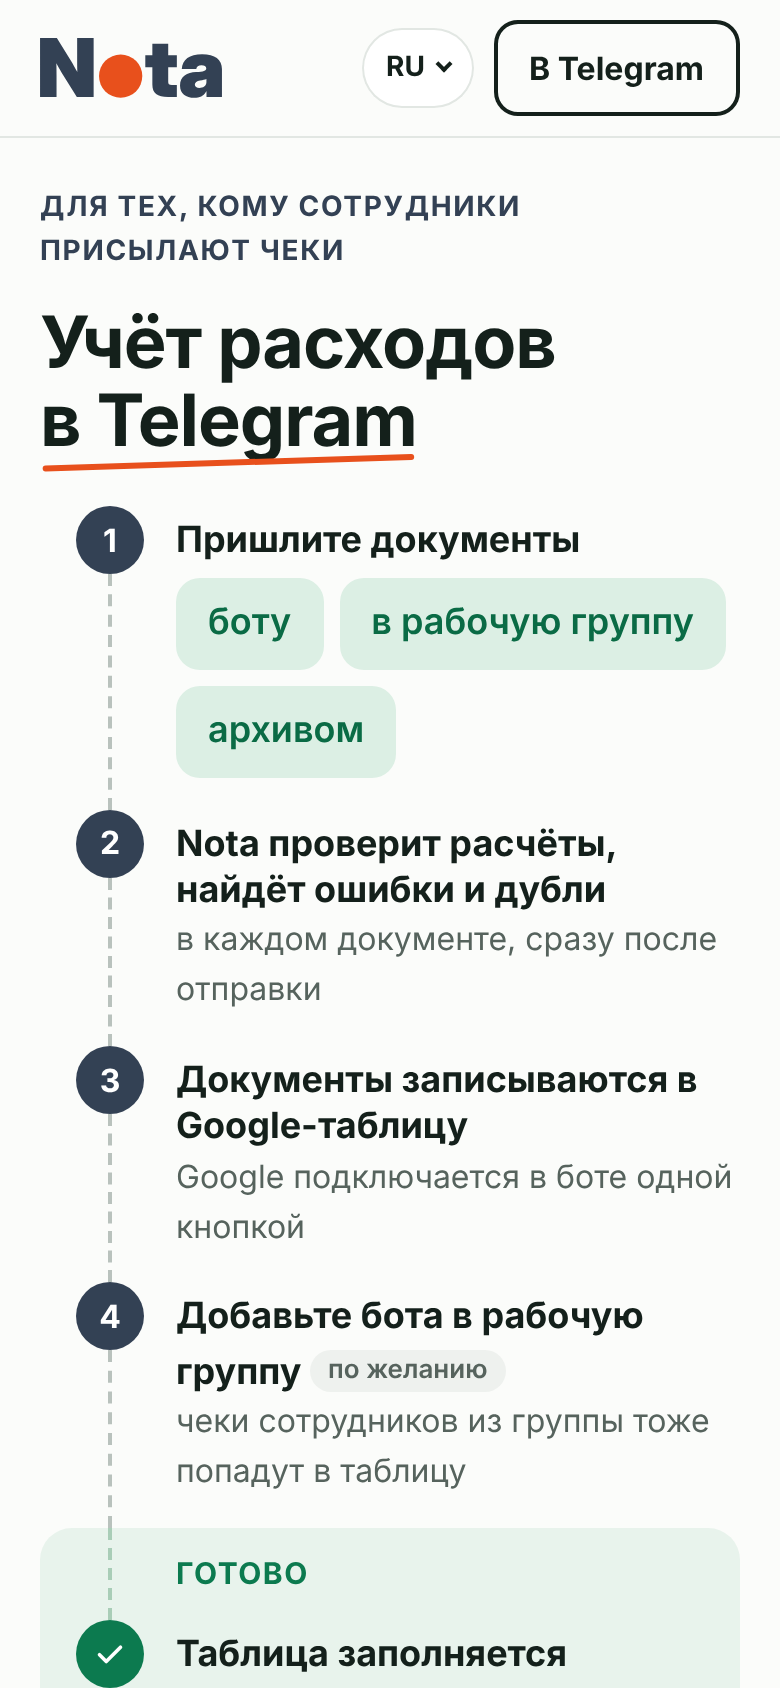 Nota
RU
В Telegram
ДЛЯ ТЕХ, КОМУ СОТРУДНИКИ
ПРИСЫЛАЮТ ЧЕКИ
Учёт расходов
в Telegram
1
Пришлите документы
боту
в рабочую группу
архивом
2
Nota проверит расчёты,
найдёт ошибки и дубли
в каждом документе, сразу после
отправки
3
Документы записываются в
Google-таблицу
Google подключается в боте одной
кнопкой
4
Добавьте бота в рабочую
группу по желанию
чеки сотрудников из группы тоже
попадут в таблицу
ГОТОВО
Таблица заполняется